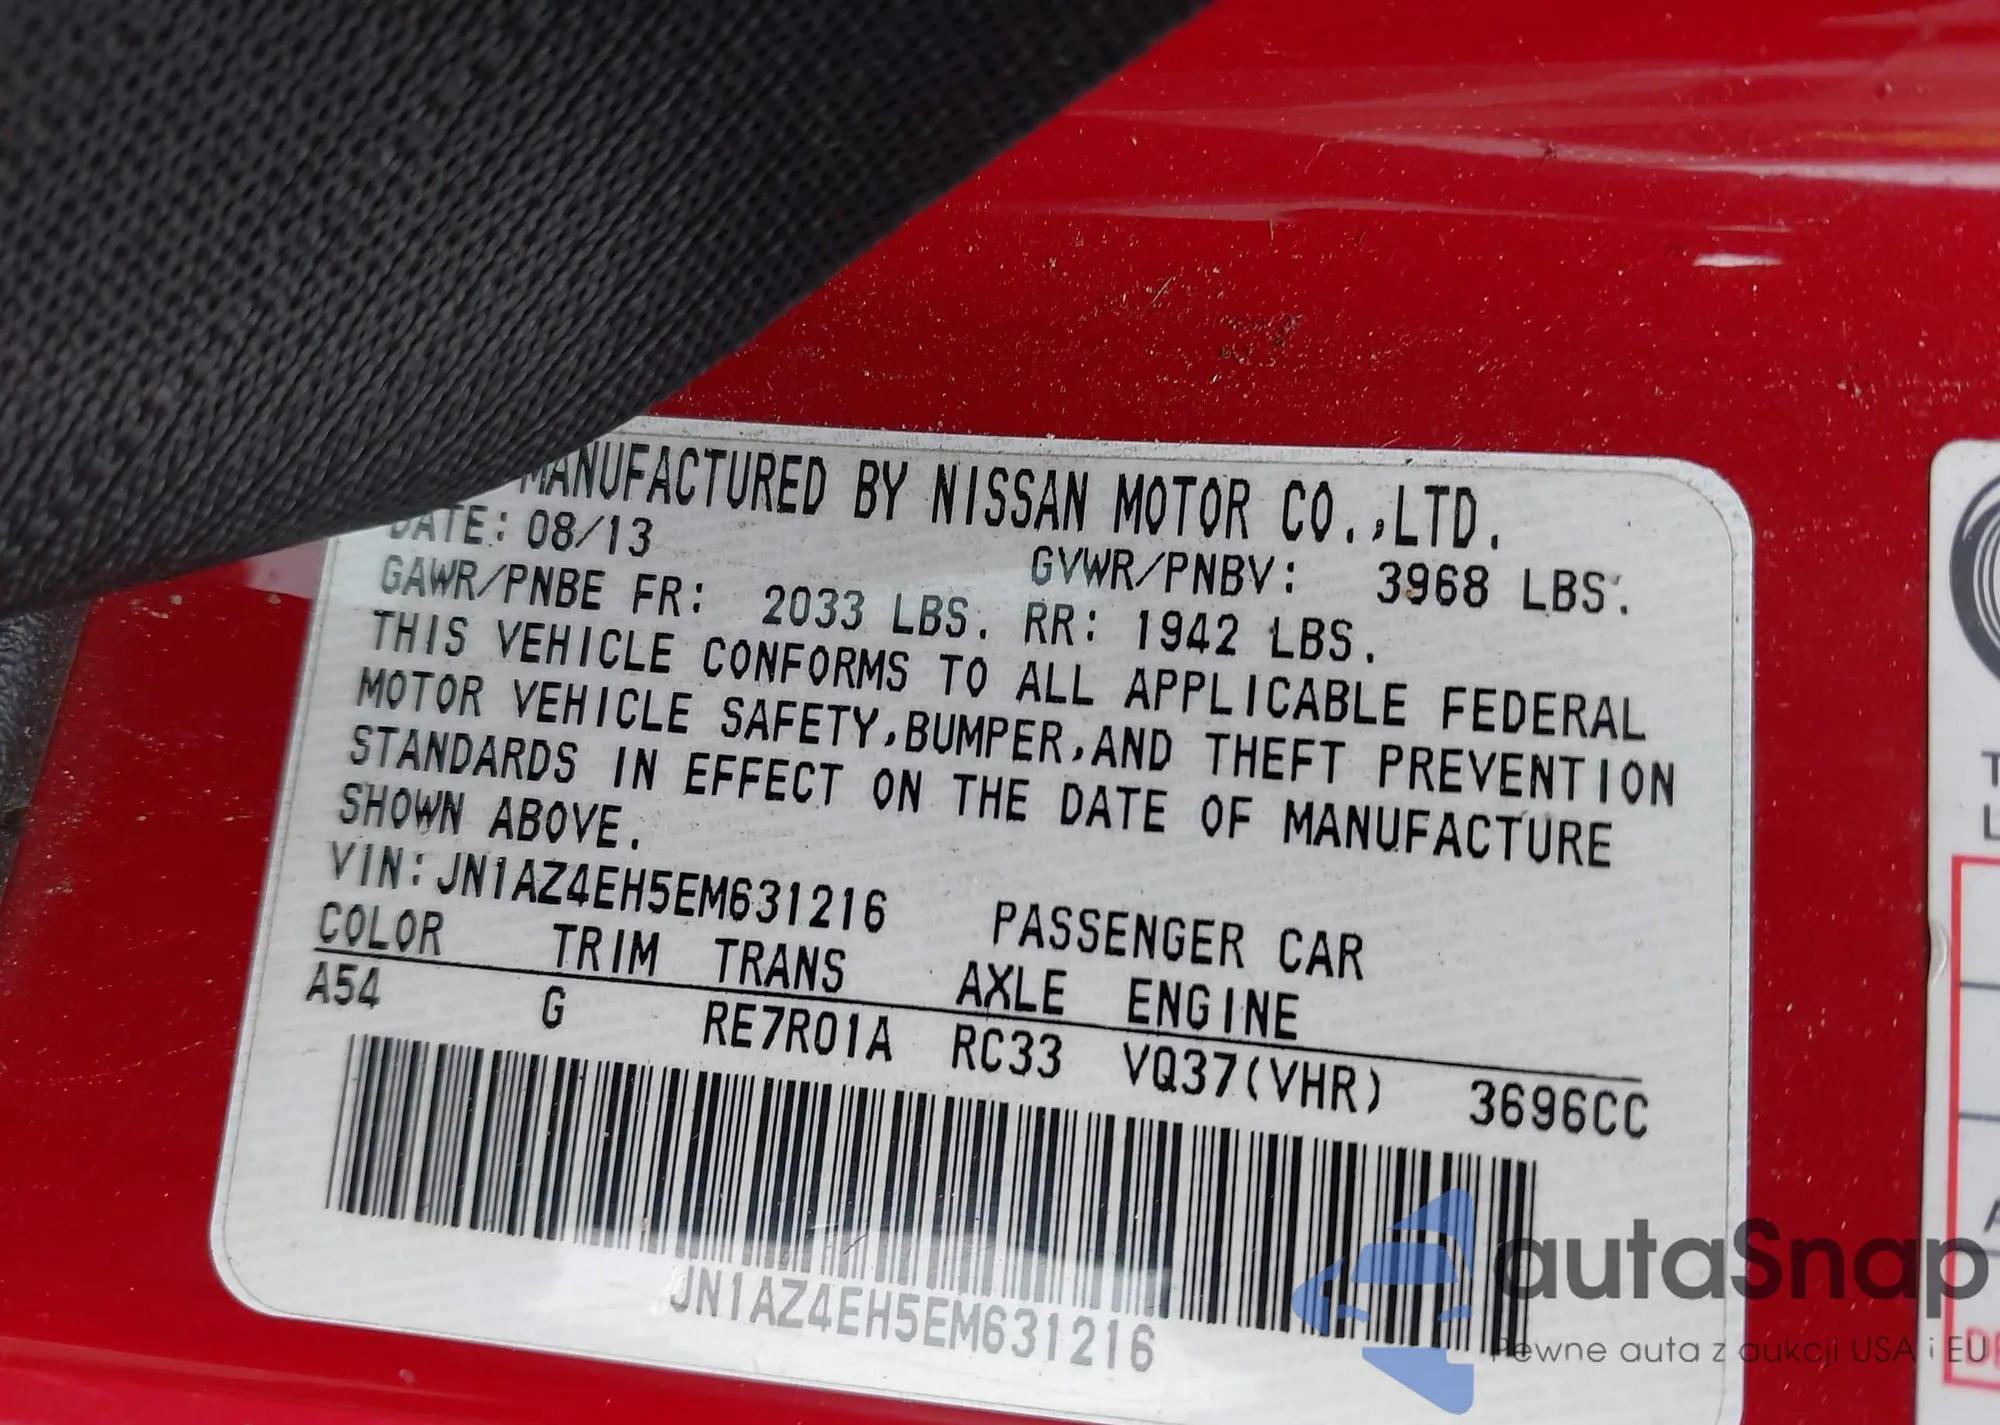 MANUFACTURED BY NISSAN MOTOR CO.,LTD.
DATE: 08/13 GVWR/PNBV: 3968 LBS.
GAWR/PNBE FR: 2033 LBS. RR: 1942 LBS.
THIS VEHICLE CONFORMS TO ALL APPLICABLE FEDERAL
MOTOR VEHICLE SAFETY,BUMPER,AND THEFT PREVENTION
STANDARDS IN EFFECT ON THE DATE OF MANUFACTURE
SHOWN ABOVE.
VIN:JN1AZ4EH5EM631216 PASSENGER CAR
COLOR TRIM TRANS AXLE ENGINE
A54 G RE7R01A RC33 VQ37(VHR) 3696CC
JN1AZ4EH5EM631216
autaSnap
Pewne auta z aukcji USA i EU